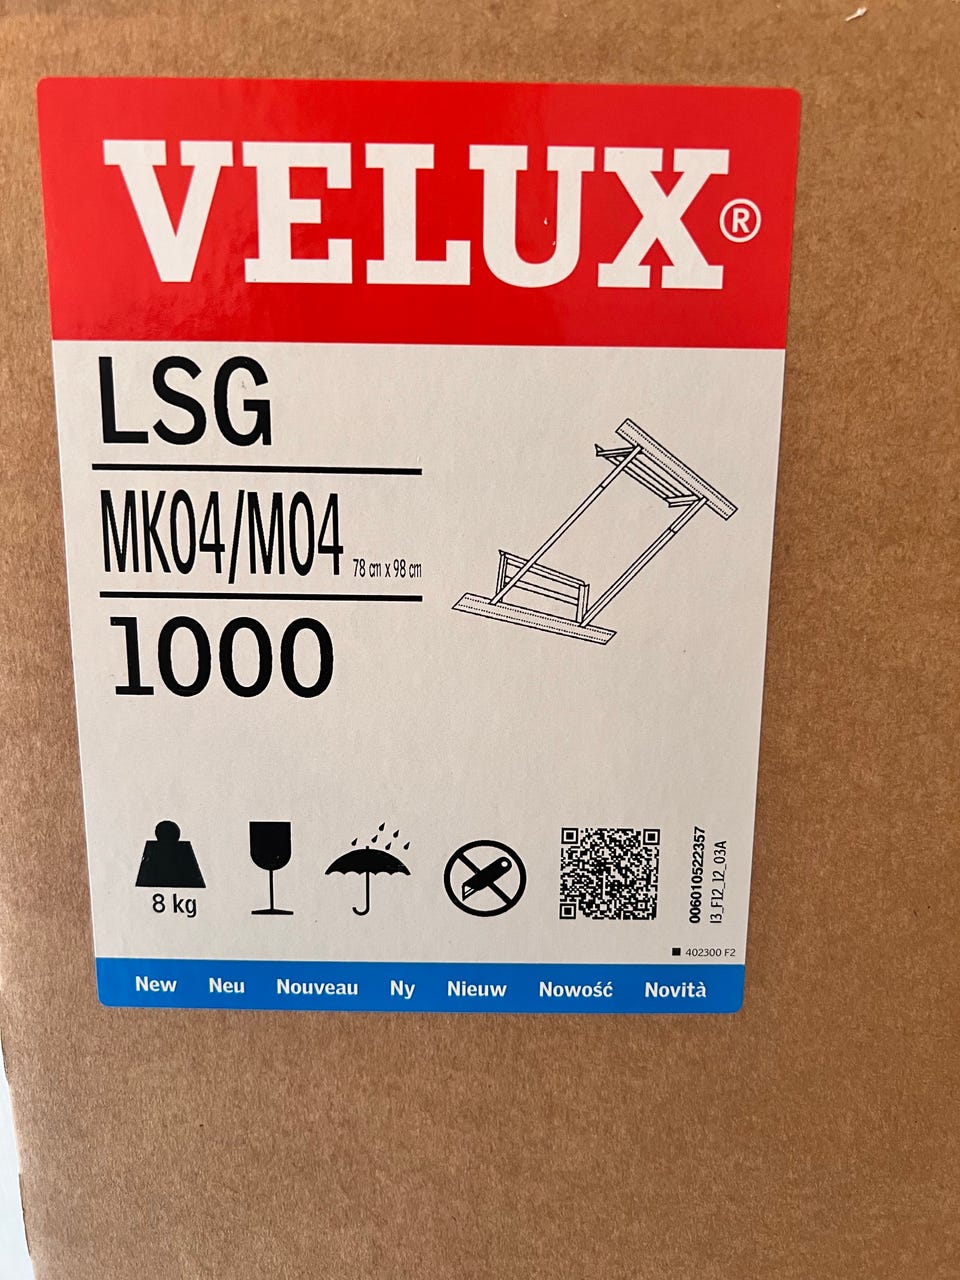 VELUX®
LSG
MK04/M04 78 cm x 98 cm
1000
8 kg
006010522357
I3_F12_I2_03A
402300 F2
New Neu Nouveau Ny Nieuw Nowość Novità